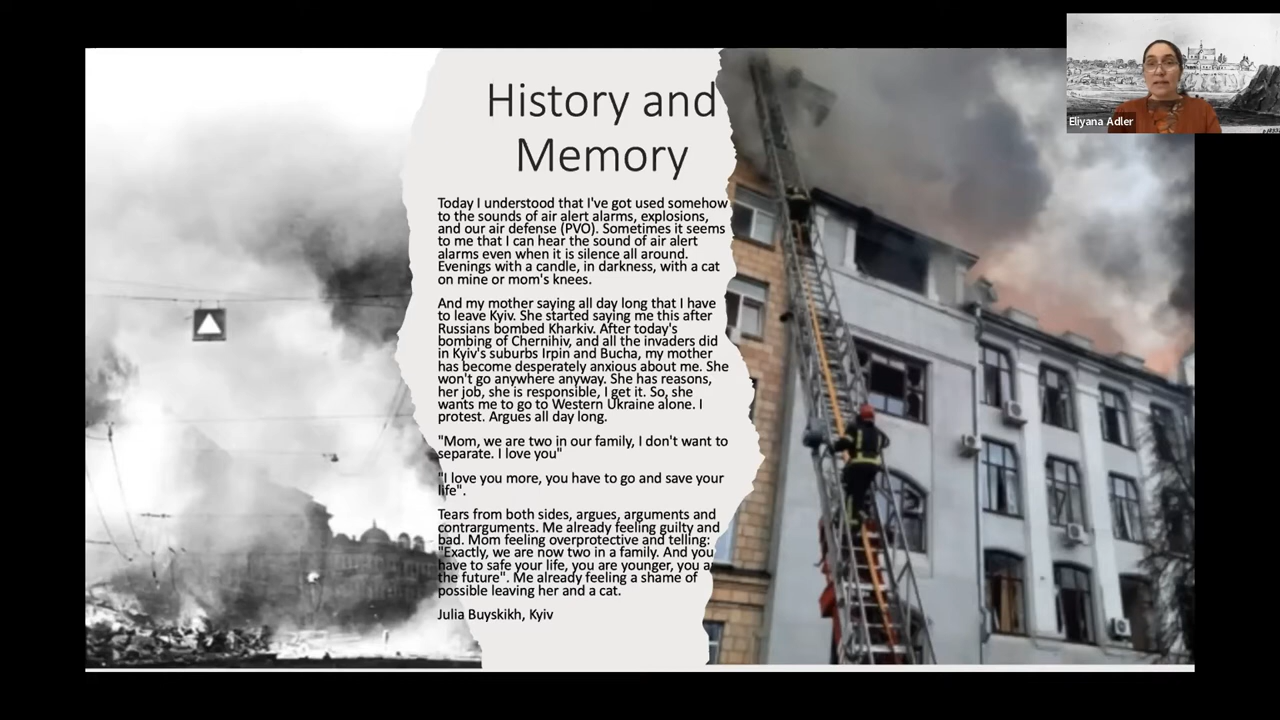 Eliyana Adler
History and
Memory
Today I understood that I've got used somehow
to the sounds of air alert alarms, explosions,
and our air defense (PVO). Sometimes it seems
to me that I can hear the sound of air alert
alarms even when it is silence all around.
Evenings with a candle, in darkness, with a cat
on mine or mom's knees.
And my mother saying all day long that I have
to leave Kyiv. She started saying me this after
Russians bombed Kharkiv. After today's
bombing of Chernihiv, and all the invaders did
in Kyiv's suburbs Irpin and Bucha, my mother
has become desperately anxious about me. She
won't go anywhere anyway. She has reasons,
her job, she is responsible, I get it. So, she
wants me to go to Western Ukraine alone. I
protest. Argues all day long.
"Mom, we are two in our family, I don't want to
separate. I love you"
"I love you more, you have to go and save your
life".
Tears from both sides, argues, arguments and
contrarguments. Me already feeling guilty and
bad. Mom feeling overprotective and telling:
"Exactly, we are now two in a family. And you
have to safe your life, you are younger, you a
the future". Me already feeling a shame of
possible leaving her and a cat.
Julia Buyskikh, Kyiv